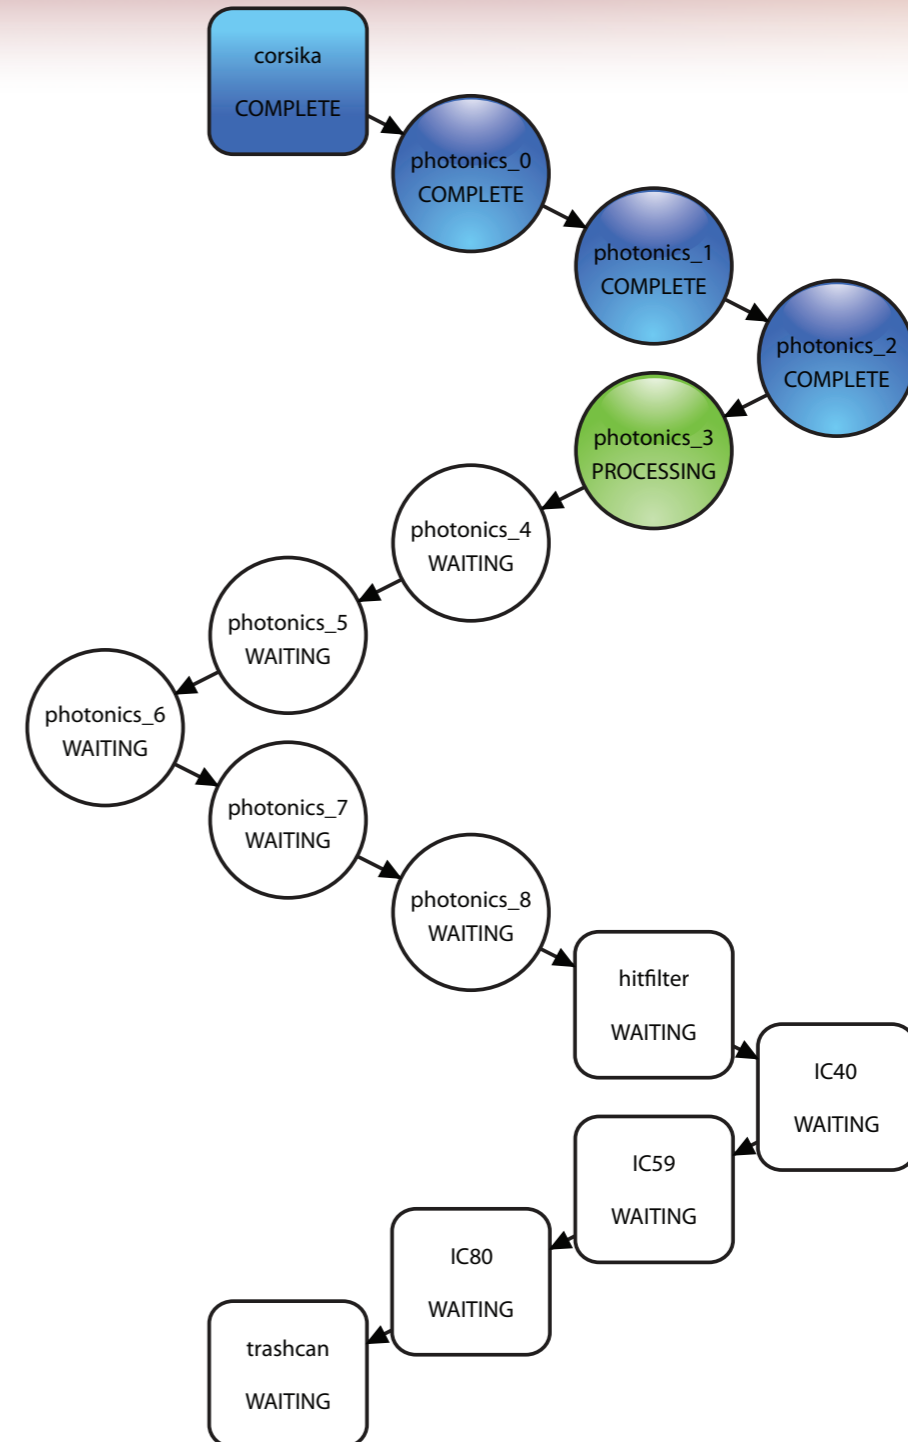 corsika
COMPLETE
photonics_0
COMPLETE
photonics_1
COMPLETE
photonics_2
COMPLETE
photonics_3
PROCESSING
photonics_4
WAITING
photonics_5
WAITING
photonics_6
WAITING
photonics_7
WAITING
photonics_8
WAITING
hitfilter
WAITING
IC40
WAITING
IC59
WAITING
IC80
WAITING
trashcan
WAITING